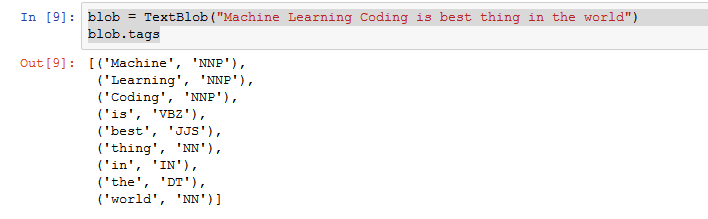 In [9]: blob = TextBlob("Machine Learning Coding is best thing in the world")
blob.tags
Out[9]: [('Machine', 'NNP'),
('Learning', 'NNP'),
('Coding', 'NNP'),
('is', 'VBZ'),
('best', 'JJS'),
('thing', 'NN'),
('in', 'IN'),
('the', 'DT'),
('world', 'NN')]